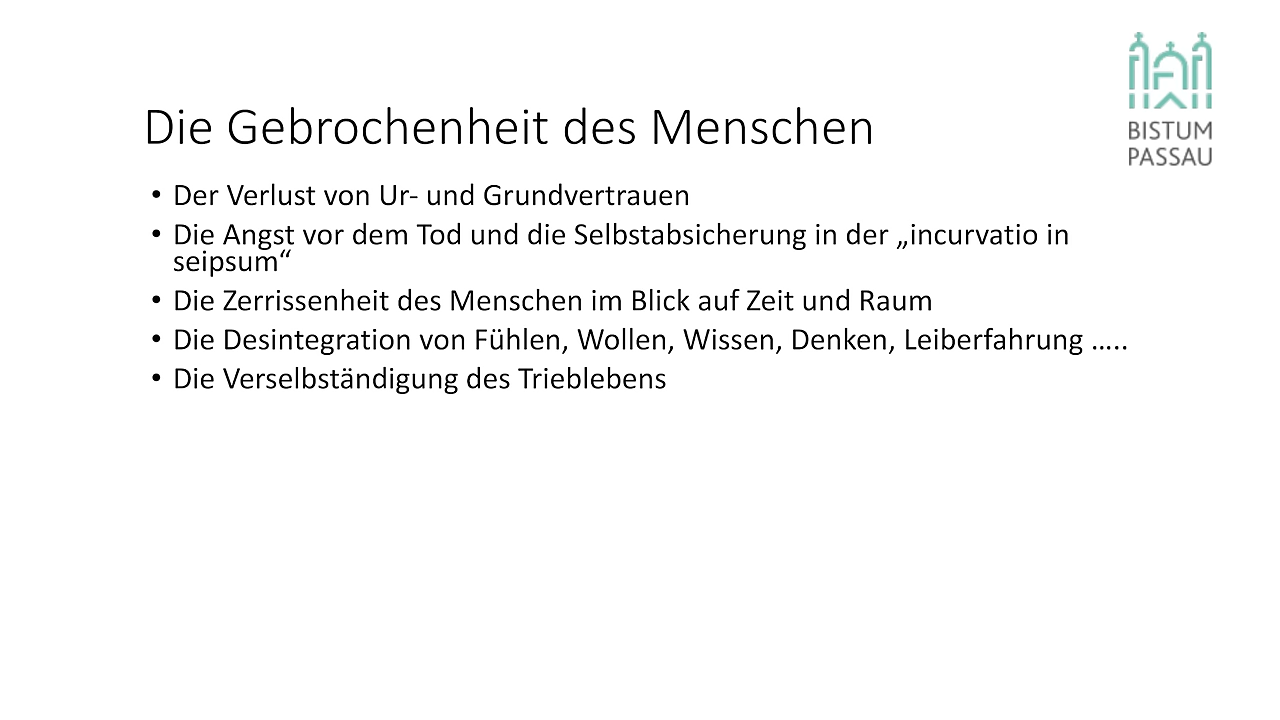 BISTUM
PASSAU
Die Gebrochenheit des Menschen
• Der Verlust von Ur- und Grundvertrauen
• Die Angst vor dem Tod und die Selbstabsicherung in der „incurvatio in
seipsum“
• Die Zerrissenheit des Menschen im Blick auf Zeit und Raum
• Die Desintegration von Fühlen, Wollen, Wissen, Denken, Leiberfahrung …..
• Die Verselbständigung des Trieblebens